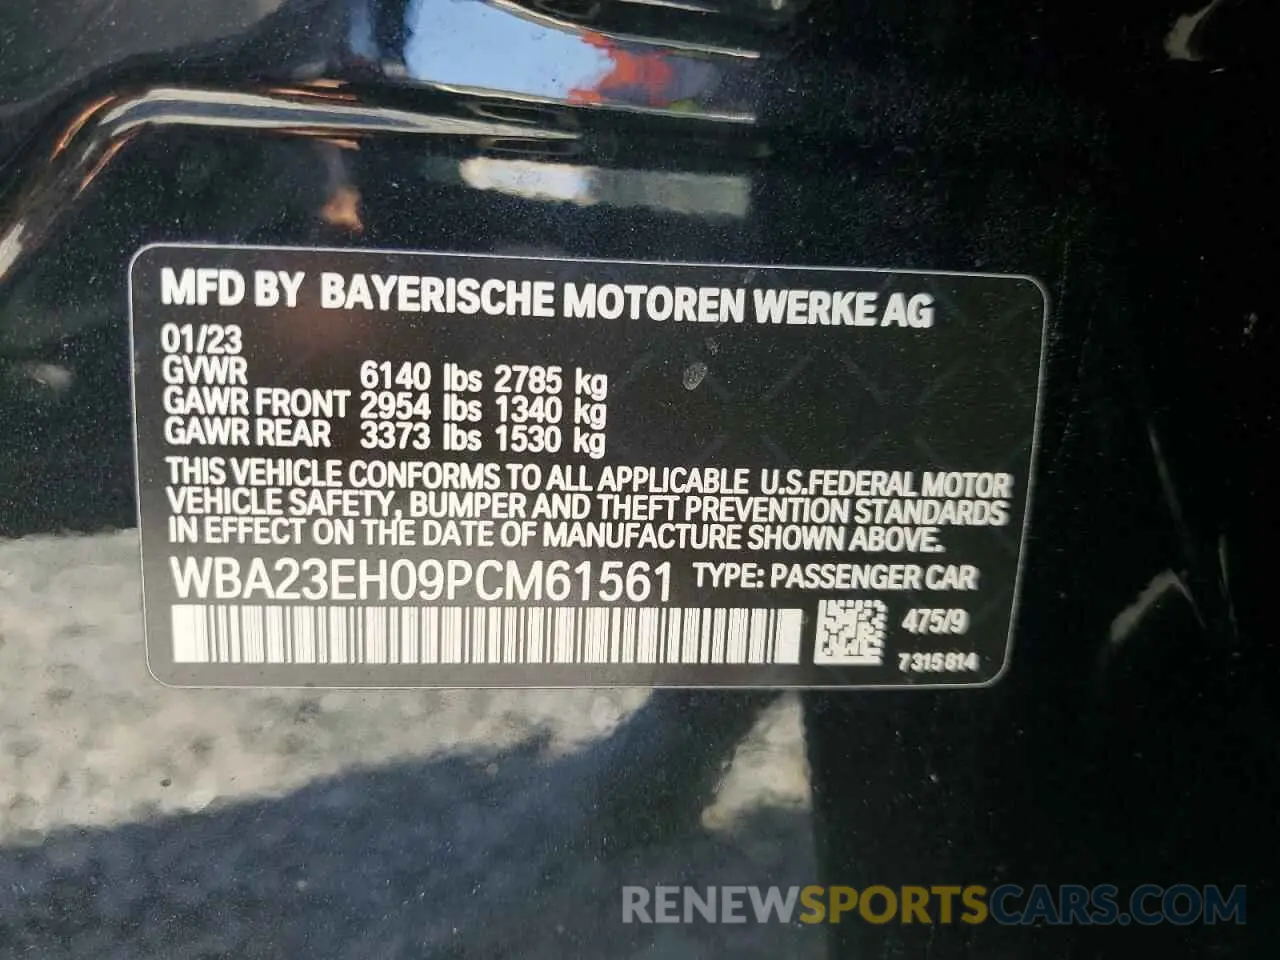 MFD BY BAYERISCHE MOTOREN WERKE AG
01/23
GVWR 6140 lbs 2785 kg
GAWR FRONT 2954 lbs 1340 kg
GAWR REAR 3373 lbs 1530 kg
THIS VEHICLE CONFORMS TO ALL APPLICABLE U.S.FEDERAL MOTOR
VEHICLE SAFETY, BUMPER AND THEFT PREVENTION STANDARDS
IN EFFECT ON THE DATE OF MANUFACTURE SHOWN ABOVE.
WBA23EH09PCM61561 TYPE: PASSENGER CAR
475/9
7315814
RENEWSPORTSCARS.COM